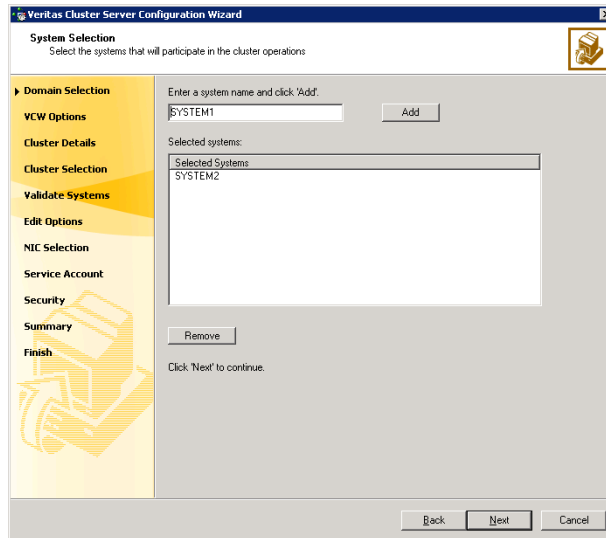 Veritas Cluster Server Configuration Wizard
System Selection
Select the systems that will participate in the cluster operations
Domain Selection
VCW Options
Cluster Details
Cluster Selection
Validate Systems
Edit Options
NIC Selection
Service Account
Security
Summary
Finish
Enter a system name and click 'Add'.
SYSTEM1
Add
Selected systems:
Selected Systems
SYSTEM2
Remove
Click 'Next' to continue.
Back
Next
Cancel